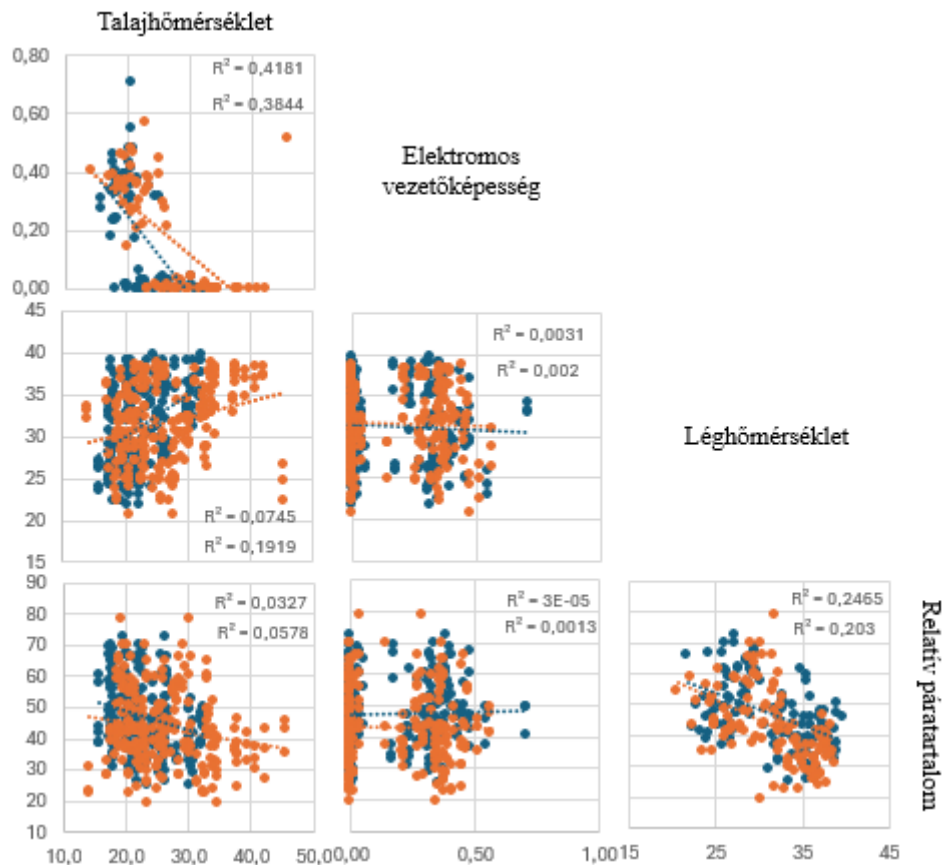 Talajhőmérséklet
0,80
0,60
0,40
0,20
0,00
R² = 0,4181
R² = 0,3844
Elektromos
vezetőképesség
45
40
35
30
25
20
15
R² = 0,0745
R² = 0,1919
R² = 0,0031
R² = 0,002
Léghőmérséklet
90
80
70
60
50
40
30
20
10
R² = 0,0327
R² = 0,0578
R² = 3E-05
R² = 0,0013
R² = 0,2465
R² = 0,203
Relatív páratartalom
10,0 20,0 30,0 40,0 50,00,00 0,50 1,00 15 25 35 45